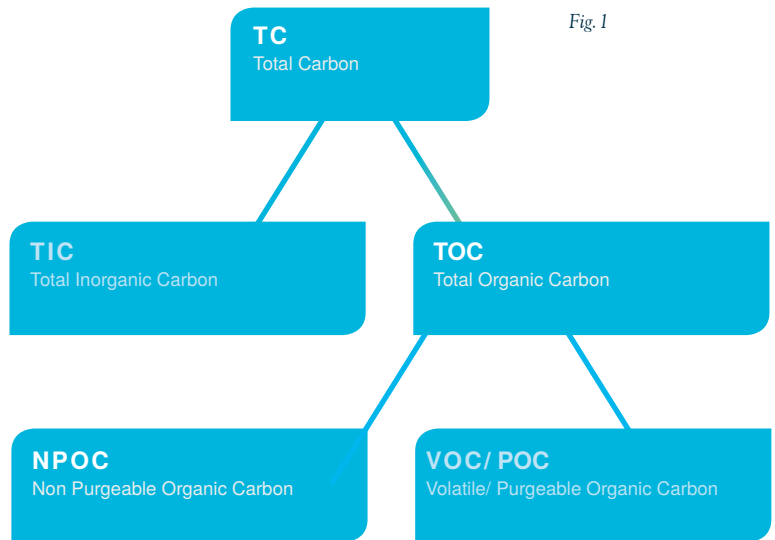 TC
Total Carbon
Fig. 1
TIC
Total Inorganic Carbon
TOC
Total Organic Carbon
NPOC
Non Purgeable Organic Carbon
VOC/ POC
Volatile/ Purgeable Organic Carbon